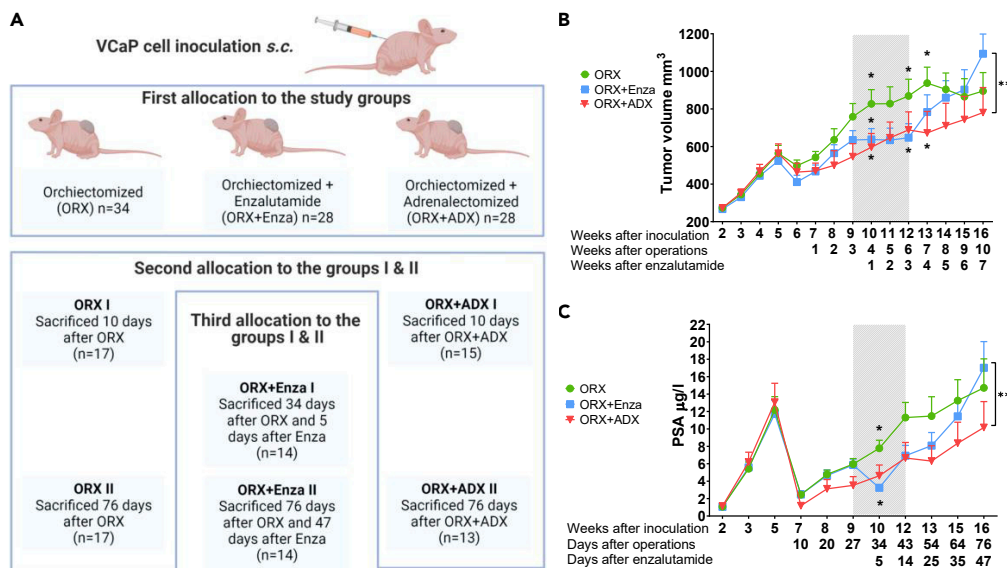 A
VCaP cell inoculation s.c.
First allocation to the study groups
Orchiectomized
(ORX) n=34
Orchiectomized +
Enzalutamide
(ORX+Enza) n=28
Orchiectomized +
Adrenalectomized
(ORX+ADX) n=28
Second allocation to the groups I & II
ORX I
Sacrificed 10 days
after ORX
(n=17)
Third allocation to the
groups I & II
ORX+ADX I
Sacrificed 10 days
after ORX+ADX
(n=15)
ORX+Enza I
Sacrificed 34 days
after ORX and 5
days after Enza
(n=14)
ORX II
Sacrificed 76 days
after ORX
(n=17)
ORX+Enza II
Sacrificed 76 days
after ORX and 47
days after Enza
(n=14)
ORX+ADX II
Sacrificed 76 days
after ORX+ADX
(n=13)
B
Tumor volume mm³
1200
1000
800
600
400
200
ORX
ORX+Enza
ORX+ADX
* * *
*
* * *
**
Weeks after inoculation 2 3 4 5 6 7 8 9 10 11 12 13 14 15 16
Weeks after operations 1 2 3 4 5 6 7 8 9 10
Weeks after enzalutamide 1 2 3 4 5 6 7
C
PSA µg/l
22
20
18
16
14
12
10
8
6
4
2
0
ORX
ORX+Enza
ORX+ADX
*
*
**
Weeks after inoculation 2 3 5 7 8 9 10 12 13 15 16
Days after operations 10 20 27 34 43 54 64 76
Days after enzalutamide 5 14 25 35 47